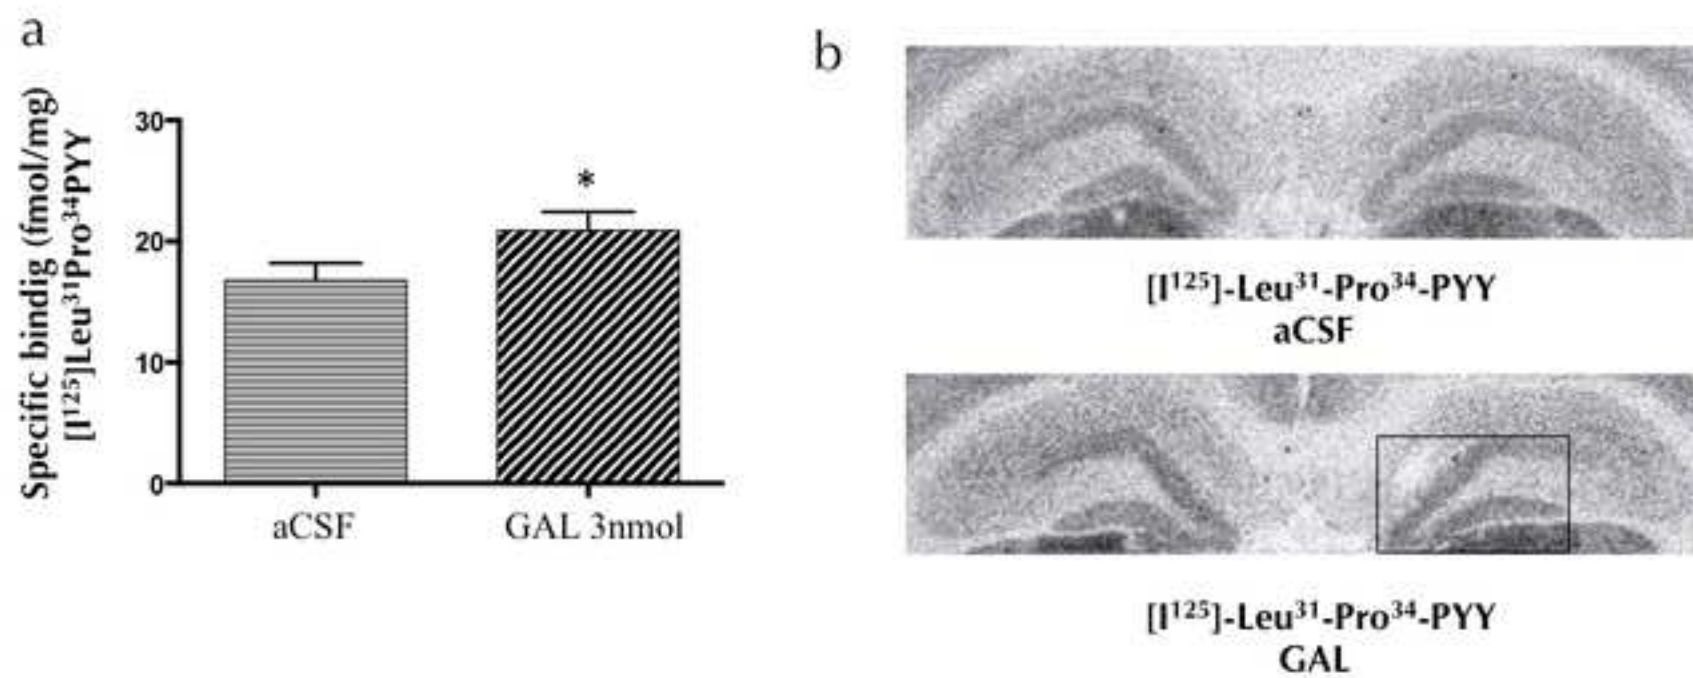 a
Specific bindig (fmol/mg)
[I¹²⁵]Leu³¹Pro³⁴PYY
30
20
10
0
*
aCSF
GAL 3nmol
b
[I¹²⁵]-Leu³¹-Pro³⁴-PYY
aCSF
[I¹²⁵]-Leu³¹-Pro³⁴-PYY
GAL